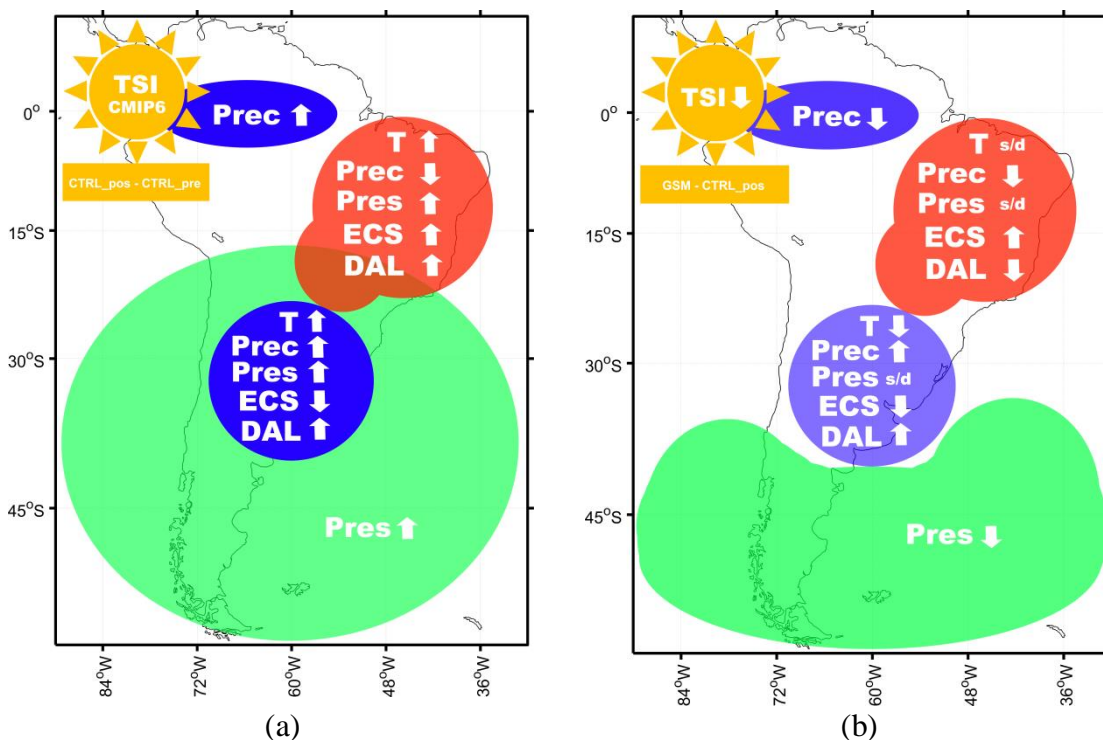 TSI
CMIP6
CTRL_pos - CTRL_pre
Prec ⬆
T ⬆
Prec ⬇
Pres ⬆
ECS ⬆
DAL ⬆
T ⬆
Prec ⬆
Pres ⬆
ECS ⬇
DAL ⬆
Pres ⬆
0°
15°S
30°S
45°S
84°W
72°W
60°W
48°W
36°W
(a)
TSI ⬇
GSM - CTRL_pos
Prec ⬇
T s/d
Prec ⬇
Pres s/d
ECS ⬆
DAL ⬇
T ⬇
Prec ⬆
Pres s/d
ECS ⬇
DAL ⬆
Pres ⬇
0°
15°S
30°S
45°S
84°W
72°W
60°W
48°W
36°W
(b)